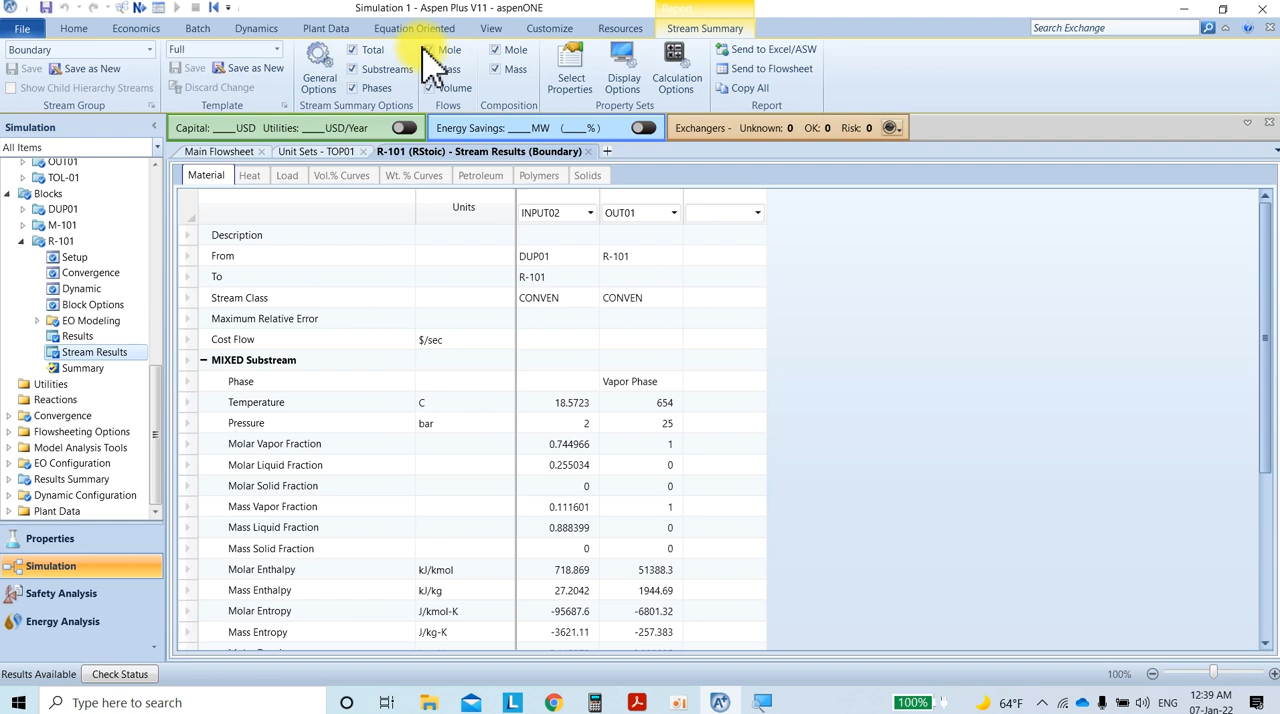 Simulation 1 - Aspen Plus V11 - aspenONE
Report
File Home Economics Batch Dynamics Plant Data Equation Oriented View Customize Resources Stream Summary Search Exchange
Boundary Full Total Mole Mole Send to Excel/ASW
Save Save as New Save Save as New General Options Substreams Mass Select Properties Display Options Calculation Options Send to Flowsheet
Show Child Hierarchy Streams Discard Change Phases Volume Copy All
Stream Group Template Stream Summary Options Flows Composition Property Sets Report
Simulation Capital: ____USD Utilities: ____USD/Year Energy Savings: ____MW (____%) Exchangers - Unknown: 0 OK: 0 Risk: 0
All Items Main Flowsheet Unit Sets - TOP01 R-101 (RStoic) - Stream Results (Boundary)
OUT01
TOL-01
Blocks
DUP01
M-101
R-101
Setup
Convergence
Dynamic
Block Options
EO Modeling
Results
Stream Results
Summary
Utilities
Reactions
Convergence
Flowsheeting Options
Model Analysis Tools
EO Configuration
Results Summary
Dynamic Configuration
Plant Data
Properties
Simulation
Safety Analysis
Energy Analysis
Material Heat Load Vol.% Curves Wt. % Curves Petroleum Polymers Solids
Units INPUT02 OUT01
Description
From DUP01 R-101
To R-101
Stream Class CONVEN CONVEN
Maximum Relative Error
Cost Flow $/sec
MIXED Substream
Phase Vapor Phase
Temperature C 18.5723 654
Pressure bar 2 25
Molar Vapor Fraction 0.744966 1
Molar Liquid Fraction 0.255034 0
Molar Solid Fraction 0 0
Mass Vapor Fraction 0.111601 1
Mass Liquid Fraction 0.888399 0
Mass Solid Fraction 0 0
Molar Enthalpy kJ/kmol 718.869 51388.3
Mass Enthalpy kJ/kg 27.2042 1944.69
Molar Entropy J/kmol-K -95687.6 -6801.32
Mass Entropy J/kg-K -3621.11 -257.383
Results Available Check Status 100%
Type here to search 100% 64°F ENG 12:39 AM
07-Jan-22